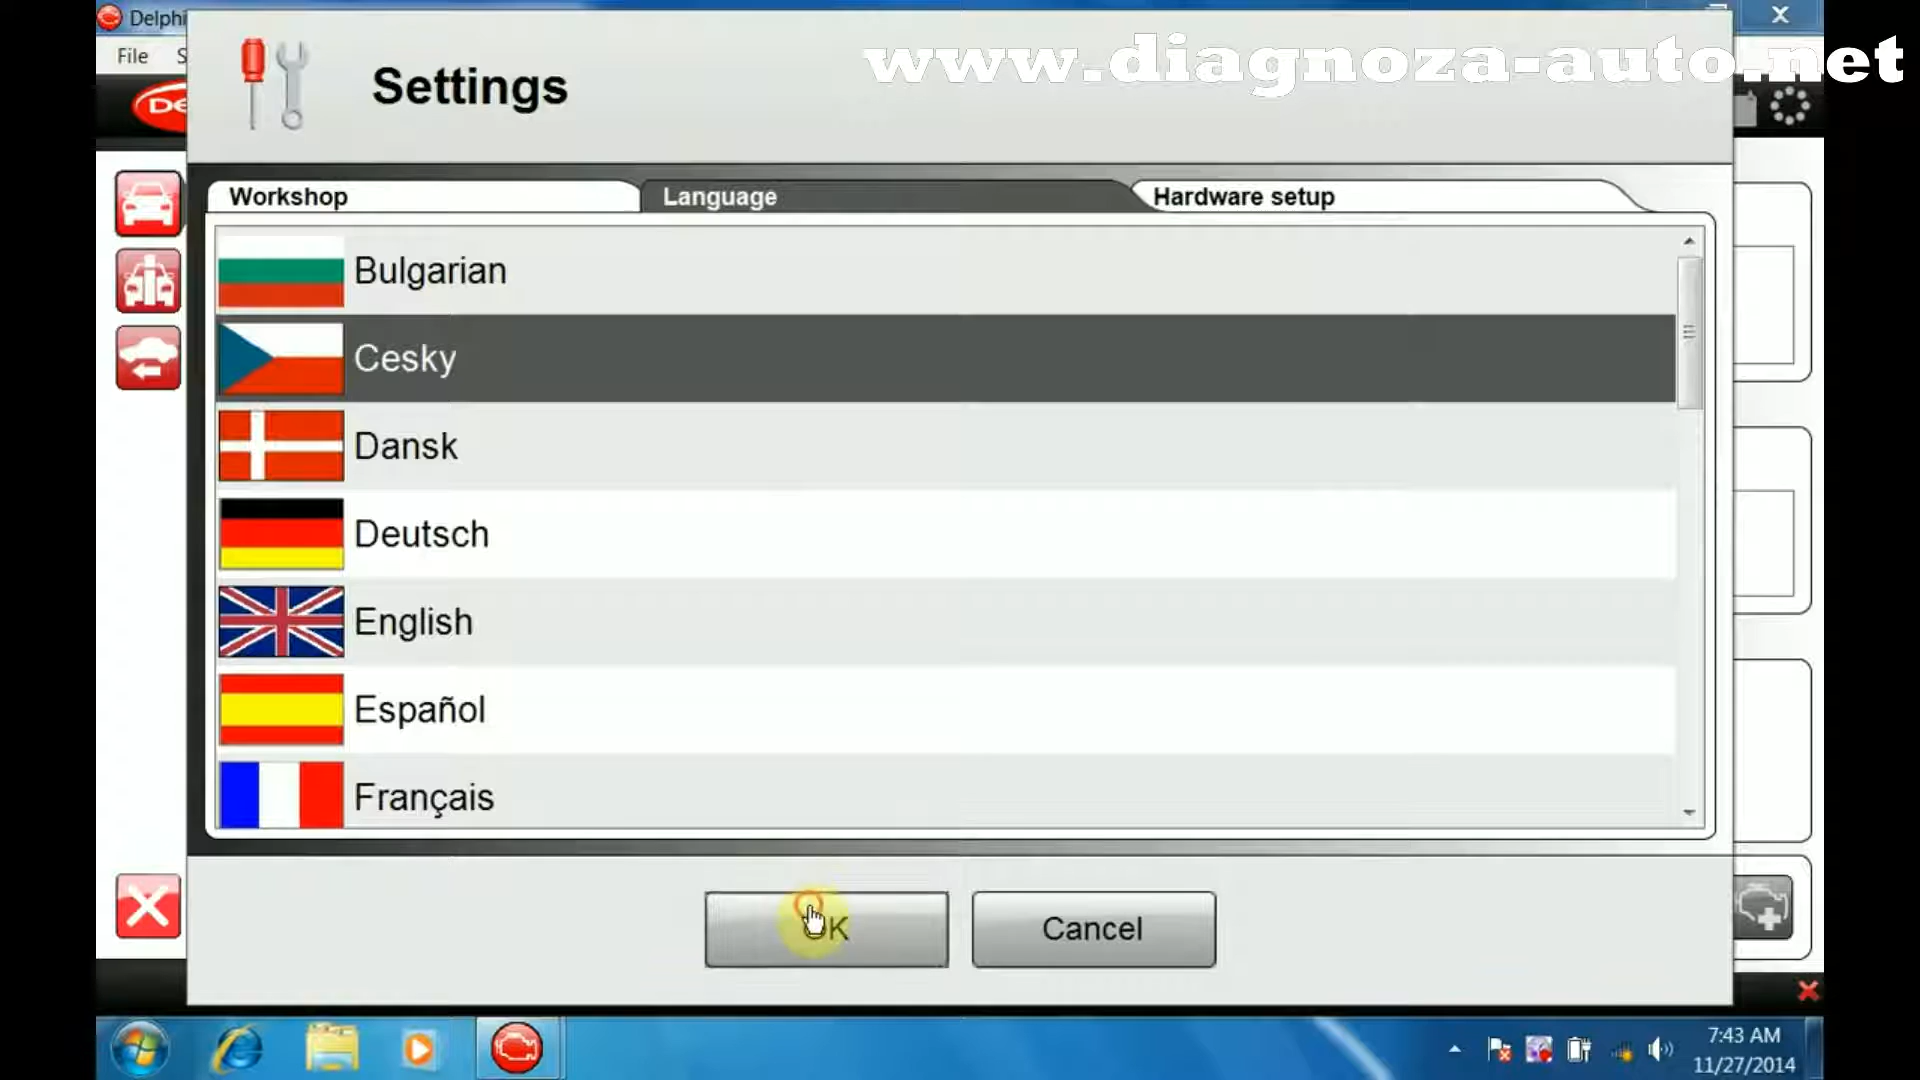 Delphi
www.diagnoza-auto.net
File
Settings
Workshop
Language
Hardware setup
Bulgarian
Cesky
Dansk
Deutsch
English
Español
Français
OK
Cancel
7:43 AM
11/27/2014